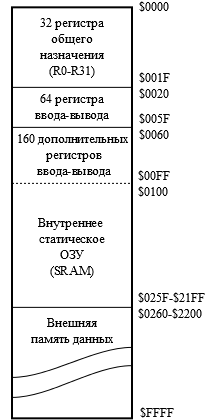 $0000
32 регистра
общего
назначения
(R0-R31)
$001F
$0020
64 регистра
ввода-вывода
$005F
$0060
160 дополнительных
регистров
ввода-вывода
$00FF
$0100
Внутреннее
статическое
ОЗУ
(SRAM)
$025F-$21FF
$0260-$2200
Внешняя
память данных
$FFFF